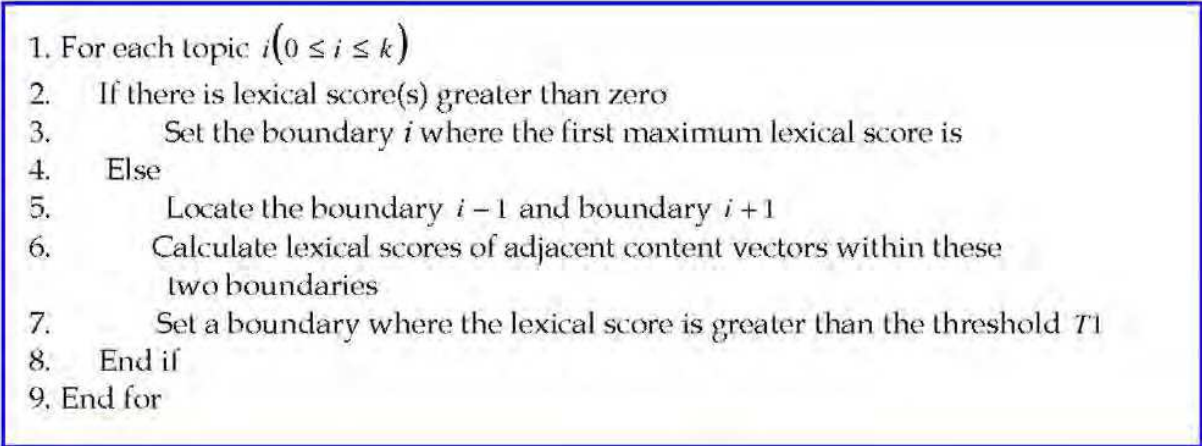 1. For each topic i(0 ≤ i ≤ k)
2. If there is lexical score(s) greater than zero
3. Set the boundary i where the first maximum lexical score is
4. Else
5. Locate the boundary i – 1 and boundary i + 1
6. Calculate lexical scores of adjacent content vectors within these
two boundaries
7. Set a boundary where the lexical score is greater than the threshold T1
8. End if
9. End for